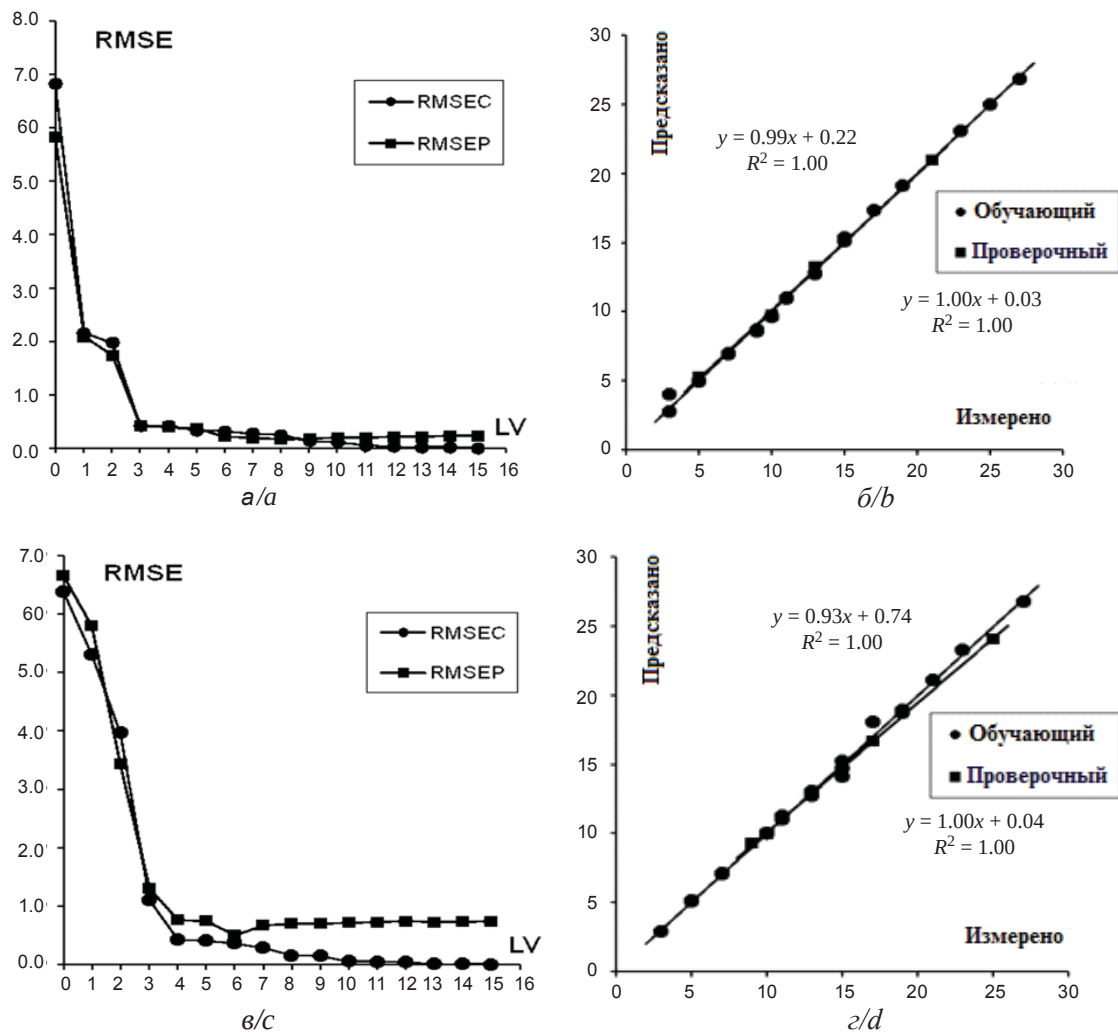 RMSE
8.0
7.0
60
5.0
4.0
3.0
2.0
1.0
0.0
RMSEC
RMSEP
LV
0 1 2 3 4 5 6 7 8 9 10 11 12 13 14 15 16
а/a
Предсказано
30
25
20
15
10
5
0
y = 0.99x + 0.22
R² = 1.00
Обучающий
Проверочный
y = 1.00x + 0.03
R² = 1.00
Измерено
0 5 10 15 20 25 30
б/b
RMSE
7.0
60
5.0
4.0
3.0
2.0
1.0
0.0
RMSEC
RMSEP
LV
0 1 2 3 4 5 6 7 8 9 10 11 12 13 14 15 16
в/c
Предсказано
30
25
20
15
10
5
0
y = 0.93x + 0.74
R² = 1.00
Обучающий
Проверочный
y = 1.00x + 0.04
R² = 1.00
Измерено
0 5 10 15 20 25 30
г/d